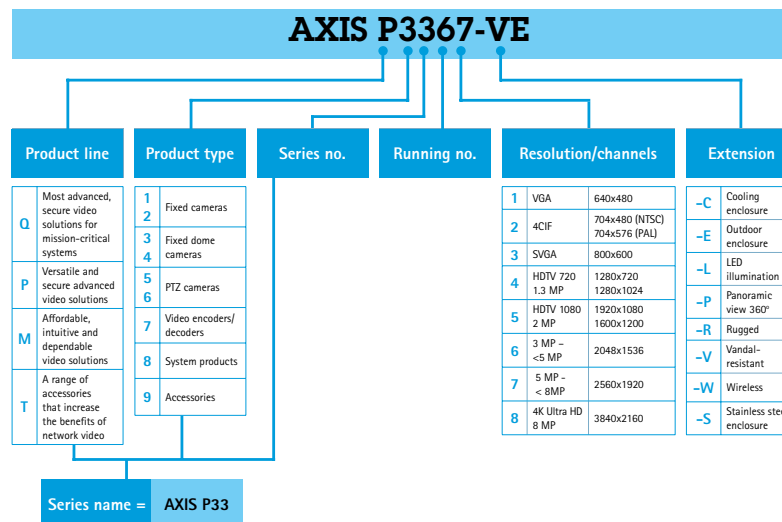 AXIS P3367-VE
Product line
Product type
Series no.
Running no.
Resolution/channels
Extension
Q
Most advanced,
secure video
solutions for
mission-critical
systems
P
Versatile and
secure advanced
video solutions
M
Affordable,
intuitive and
dependable
video solutions
T
A range of
accessories
that increase
the benefits of
network video
1
2
Fixed cameras
3
4
Fixed dome
cameras
5
6
PTZ cameras
7
Video encoders/
decoders
8
System products
9
Accessories
1 VGA 640x480
2 4CIF 704x480 (NTSC)
704x576 (PAL)
3 SVGA 800x600
4 HDTV 720 1280x720
1.3 MP 1280x1024
5 HDTV 1080 1920x1080
2 MP 1600x1200
6 3 MP – 2048x1536
<5 MP
7 5 MP - 2560x1920
< 8MP
8 4K Ultra HD 3840x2160
8 MP
-C
Cooling
enclosure
-E
Outdoor
enclosure
-L
LED
illumination
-P
Panoramic
view 360°
-R
Rugged
-V
Vandal-
resistant
-W
Wireless
-S
Stainless stee
enclosure
Series name =
AXIS P33